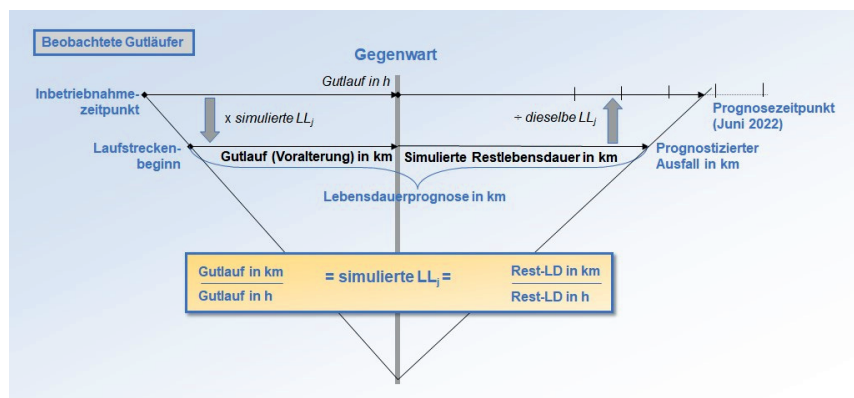 Beobachtete Gutläufer
Gegenwart
Gutlauf in h
Inbetriebnahme-
zeitpunkt
x simulierte LLj
÷ dieselbe LLj
Prognosezeitpunkt
(Juni 2022)
Laufstrecken-
beginn
Gutlauf (Voralterung) in km
Simulierte Restlebensdauer in km
Prognostizierter
Ausfall in km
Lebensdauerprognose in km
Gutlauf in km
Gutlauf in h
= simulierte LLj =
Rest-LD in km
Rest-LD in h